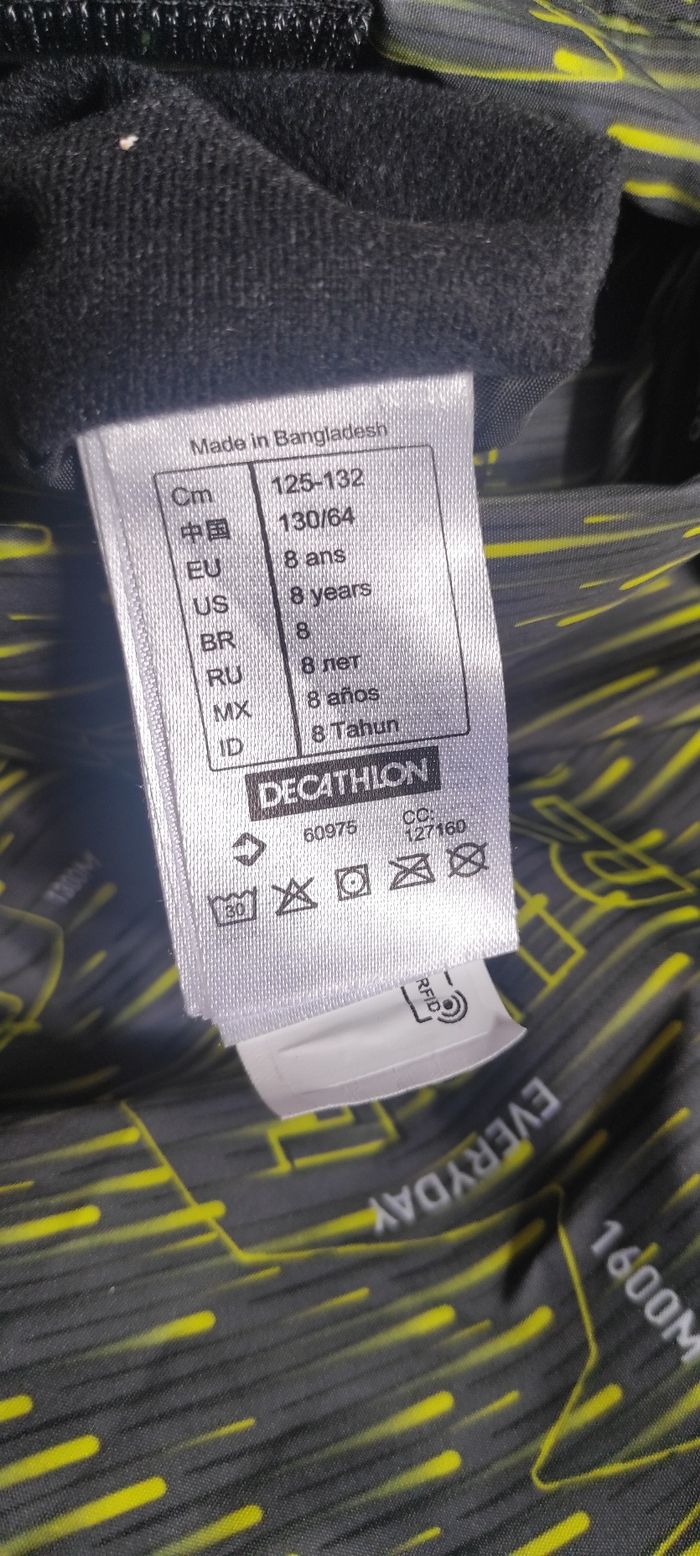 Made in Bangladesh
Cm 125-132
中国 130/64
EU 8 ans
US 8 years
BR 8
RU 8 лет
MX 8 años
ID 8 Tahun
DECATHLON
60975 CC:
127160
30
RFID
EVERYDAY
1600M